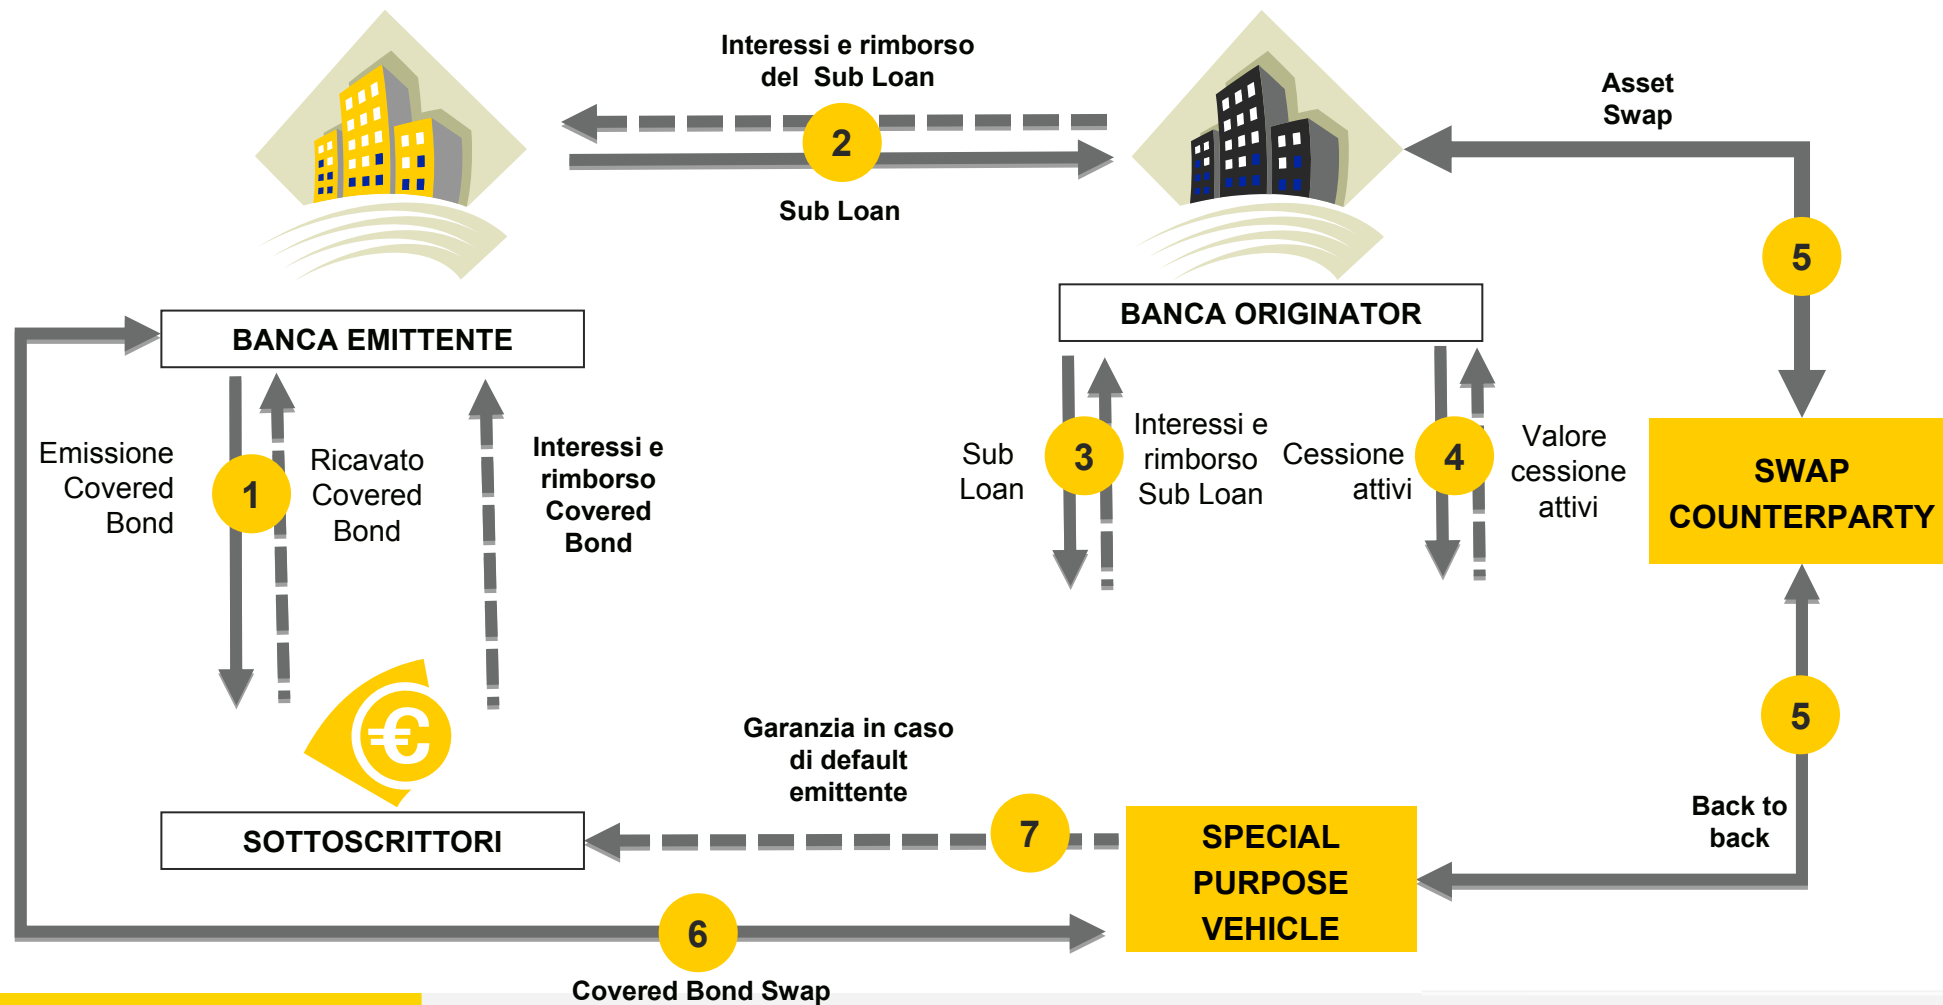 Interessi e rimborso
del Sub Loan
2
Sub Loan
Asset
Swap
5
BANCA EMITTENTE
BANCA ORIGINATOR
Emissione
Covered
Bond
1
Ricavato
Covered
Bond
Interessi e
rimborso
Covered
Bond
Sub
Loan
3
Interessi e
rimborso
Sub Loan
Cessione
attivi
4
Valore
cessione
attivi
SWAP
COUNTERPARTY
€
SOTTOSCRITTORI
Garanzia in caso
di default
emittente
7
SPECIAL
PURPOSE
VEHICLE
5
Back to
back
6
Covered Bond Swap